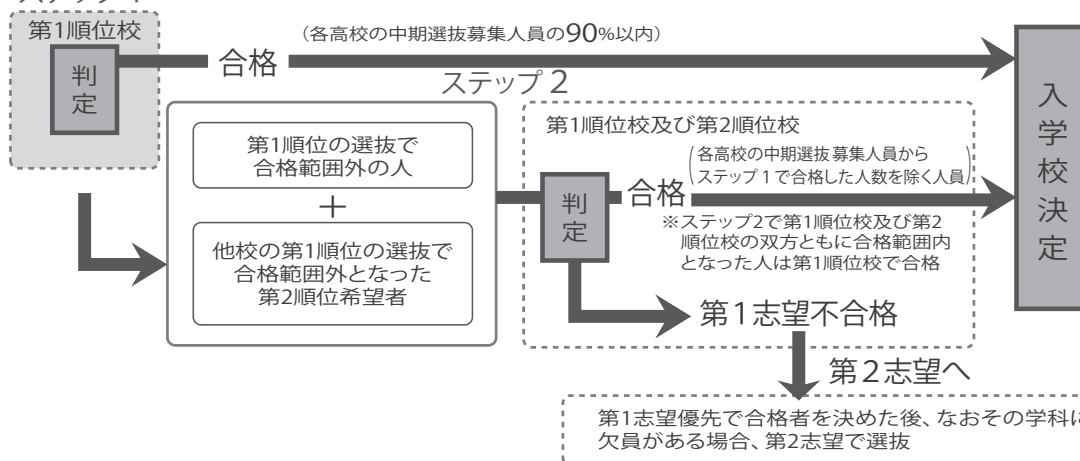 第1順位校
判定
合格
（各高校の中期選抜募集人員の90%以内）
ステップ 2
第1順位の選抜で
合格範囲外の人
＋
他校の第1順位の選抜で
合格範囲外となった
第2順位希望者
第1順位校及び第2順位校
判定
合格
（各高校の中期選抜募集人員から
ステップ1で合格した人数を除く人員）
※ステップ2で第1順位校及び第2
順位校の双方ともに合格範囲内
となった人は第1順位校で合格
第1志望不合格
第2志望へ
第1志望優先で合格者を決めた後、なおその学科に
欠員がある場合、第2志望で選抜
入学校決定